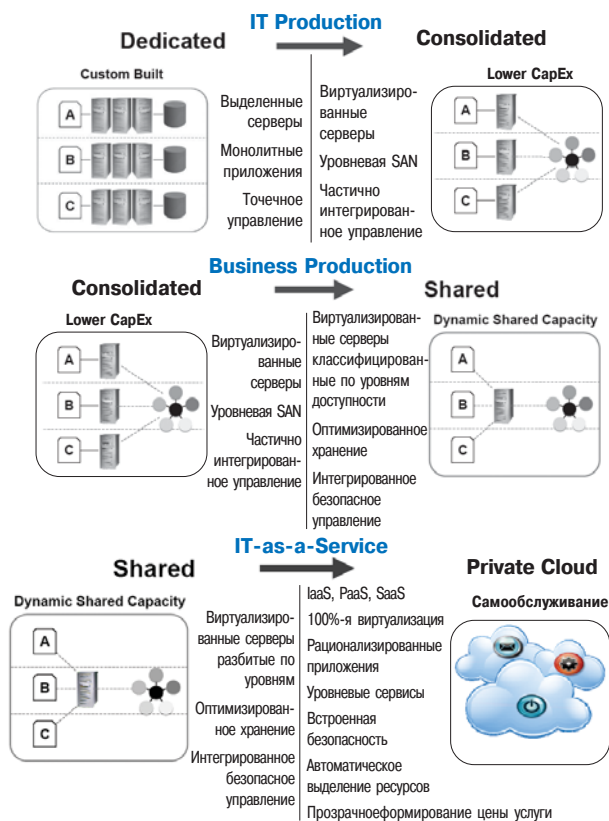 IT Production
Dedicated
Consolidated
Custom Built
Lower CapEx
A
B
C
Выделенные
серверы
Монолитные
приложения
Точечное
управление
Виртуализиро-
ванные
серверы
Уровневая SAN
Частично
интегрирован-
ное управление
A
B
C
Business Production
Consolidated
Shared
Lower CapEx
Dynamic Shared Capacity
A
B
C
Виртуализиро-
ванные
серверы
Уровневая SAN
Частично
интегрирован-
ное управление
Виртуализирован-
ные серверы
классифицирован-
ные по уровням
доступности
Оптимизированное
хранение
Интегрированное
безопасное
управление
A
B
C
IT-as-a-Service
Shared
Private Cloud
Dynamic Shared Capacity
Самообслуживание
A
B
C
Виртуализиро-
ванные серверы
разбитые по
уровням
Оптимизирован-
ное хранение
Интегрированное
безопасное
управление
IaaS, PaaS, SaaS
100%-я виртуализация
Рационализированные
приложения
Уровневые сервисы
Встроенная
безопасность
Автоматическое
выделение ресурсов
Прозрачноеформирование цены услуги